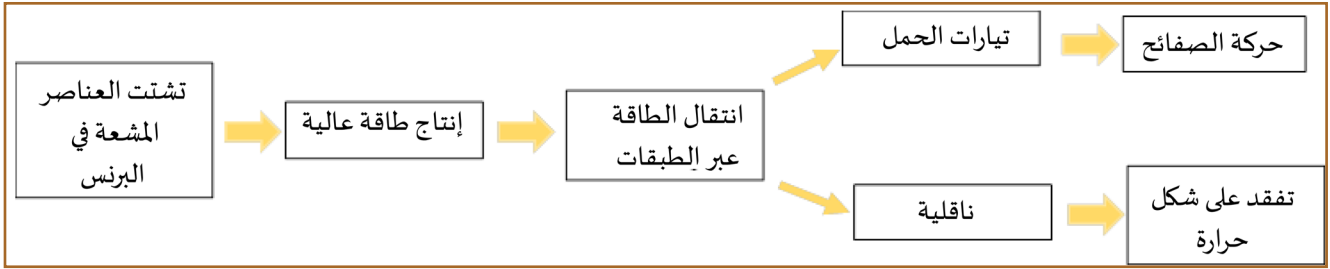 تشتت العناصر
المشعة في
البرنس
إنتاج طاقة عالية
انتقال الطاقة
عبر الطبقات
تيارات الحمل
حركة الصفائح
ناقلية
تفقد على شكل
حرارة